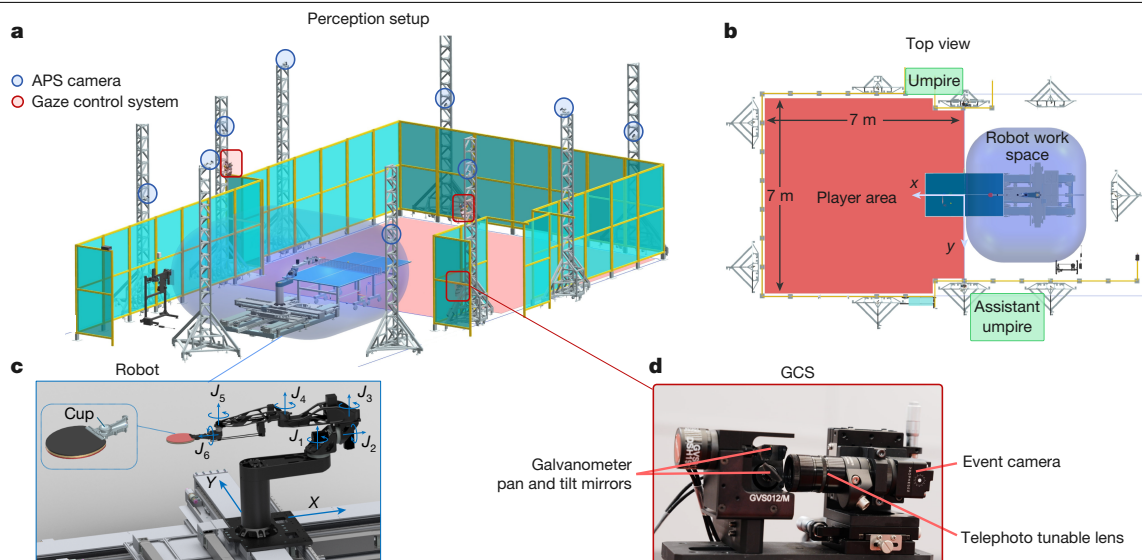 Perception setup
a
APS camera
Gaze control system
b
Top view
Umpire
7 m
Robot work
space
7 m
Player area
x
y
Assistant
umpire
c
Robot
Cup
J5
J4
J3
J1
J2
J6
Y
X
d
GCS
Galvanometer
pan and tilt mirrors
GVS012/M
Event camera
Telephoto tunable lens